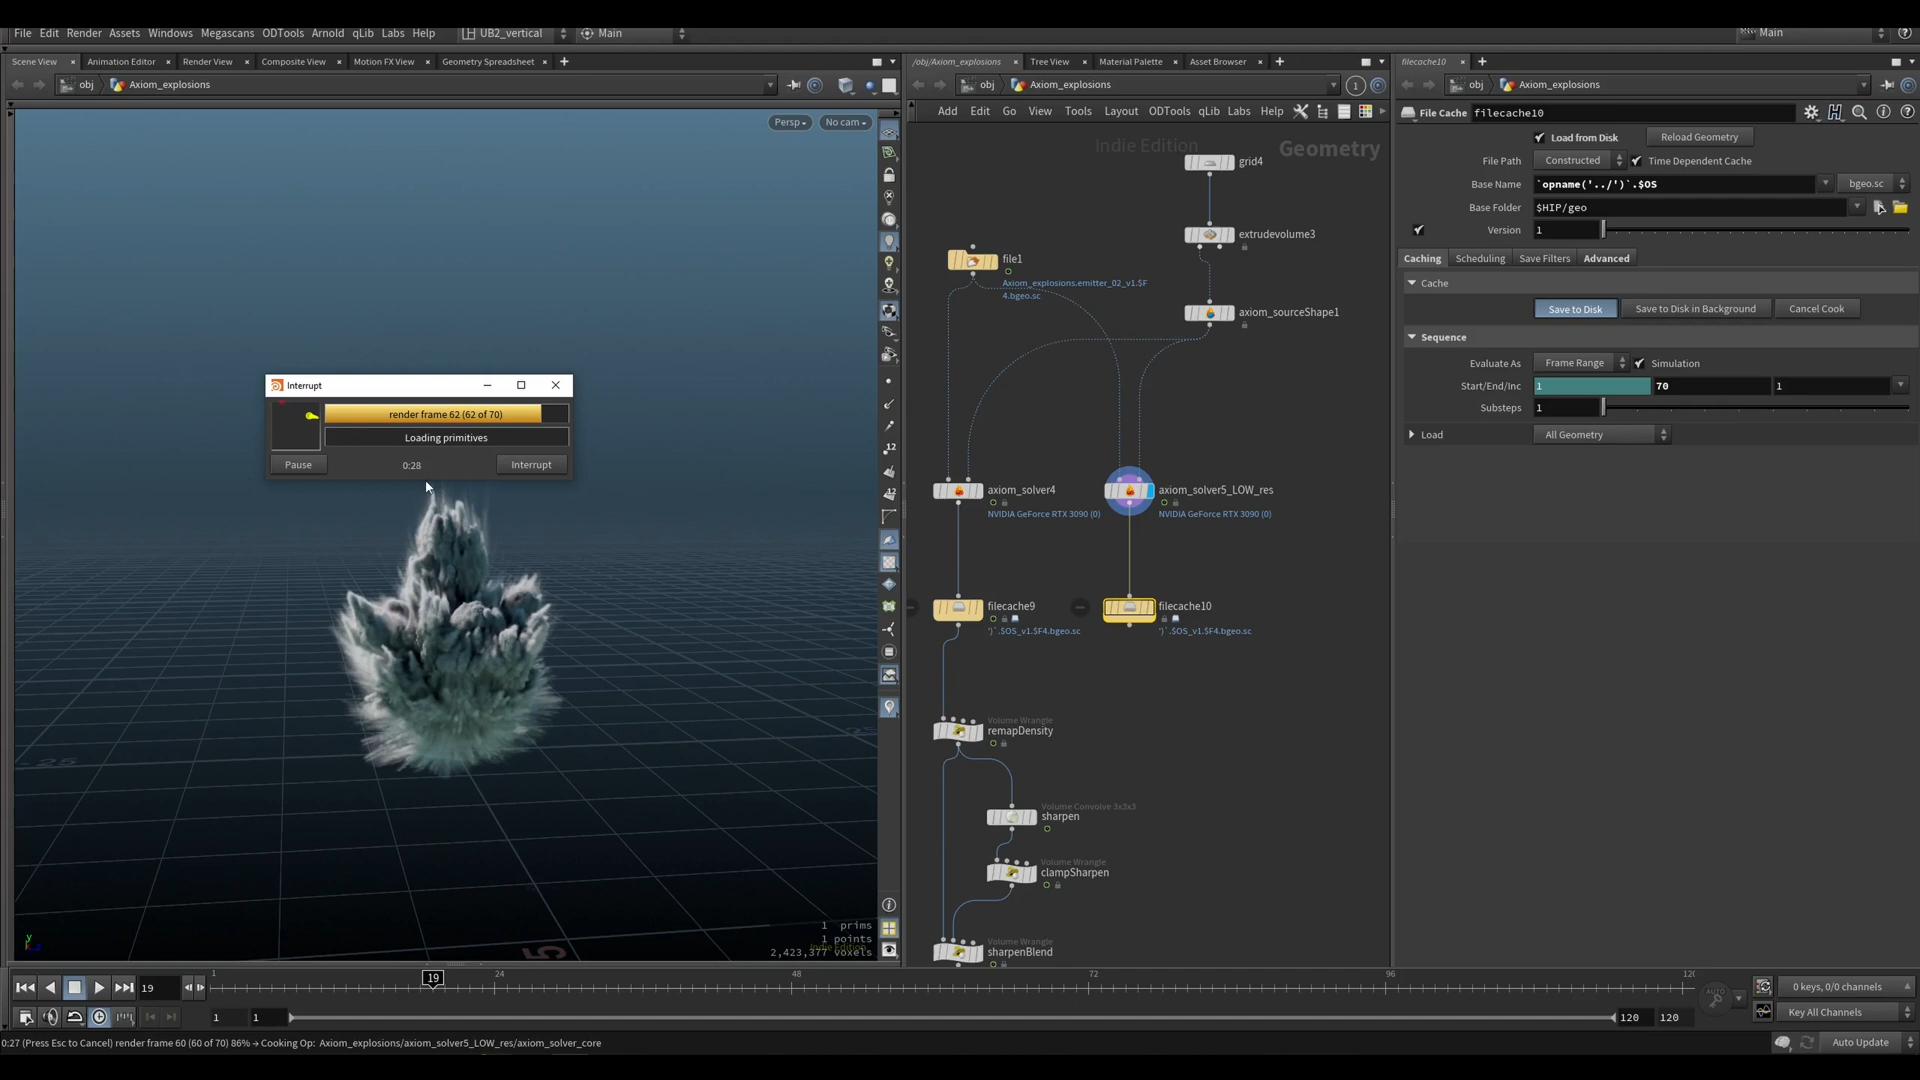 File Edit Render Assets Windows Megascans ODTools Arnold qLib Labs Help UB2_vertical Main Main
Scene View Animation Editor Render View Composite View Motion FX View Geometry Spreadsheet
obj Axiom_explosions
Persp No cam
Interrupt
render frame 62 (62 of 70)
Loading primitives
Pause 0:28 Interrupt
1 prims
1 points
Indie Edition
2,423,377 voxels
/obj/Axiom_explosions Tree View Material Palette Asset Browser
obj Axiom_explosions 1
Add Edit Go View Tools Layout ODTools qLib Labs Help
Indie Edition Geometry
grid4
extrudevolume3
file1
Axiom_explosions.emitter_02_v1.$F
4.bgeo.sc
axiom_sourceShape1
axiom_solver4
NVIDIA GeForce RTX 3090 (0)
axiom_solver5_LOW_res
NVIDIA GeForce RTX 3090 (0)
filecache9
')`.$OS_v1.$F4.bgeo.sc
filecache10
')`.$OS_v1.$F4.bgeo.sc
Volume Wrangle
remapDensity
Volume Convolve 3x3x3
sharpen
Volume Wrangle
clampSharpen
Volume Wrangle
sharpenBlend
filecache10
obj Axiom_explosions
File Cache filecache10
Load from Disk Reload Geometry
File Path Constructed Time Dependent Cache
Base Name `opname('../')`.$OS bgeo.sc
Base Folder $HIP/geo
Version 1
Caching Scheduling Save Filters Advanced
Cache
Save to Disk Save to Disk in Background Cancel Cook
Sequence
Evaluate As Frame Range Simulation
Start/End/Inc 1 70 1
Substeps 1
Load All Geometry
19 1 19 24 48 72 96 120
0 keys, 0/0 channels
1 1 120 120 AUTO Key All Channels
0:27 (Press Esc to Cancel) render frame 60 (60 of 70) 86% → Cooking Op: Axiom_explosions/axiom_solver5_LOW_res/axiom_solver_core
Auto Update